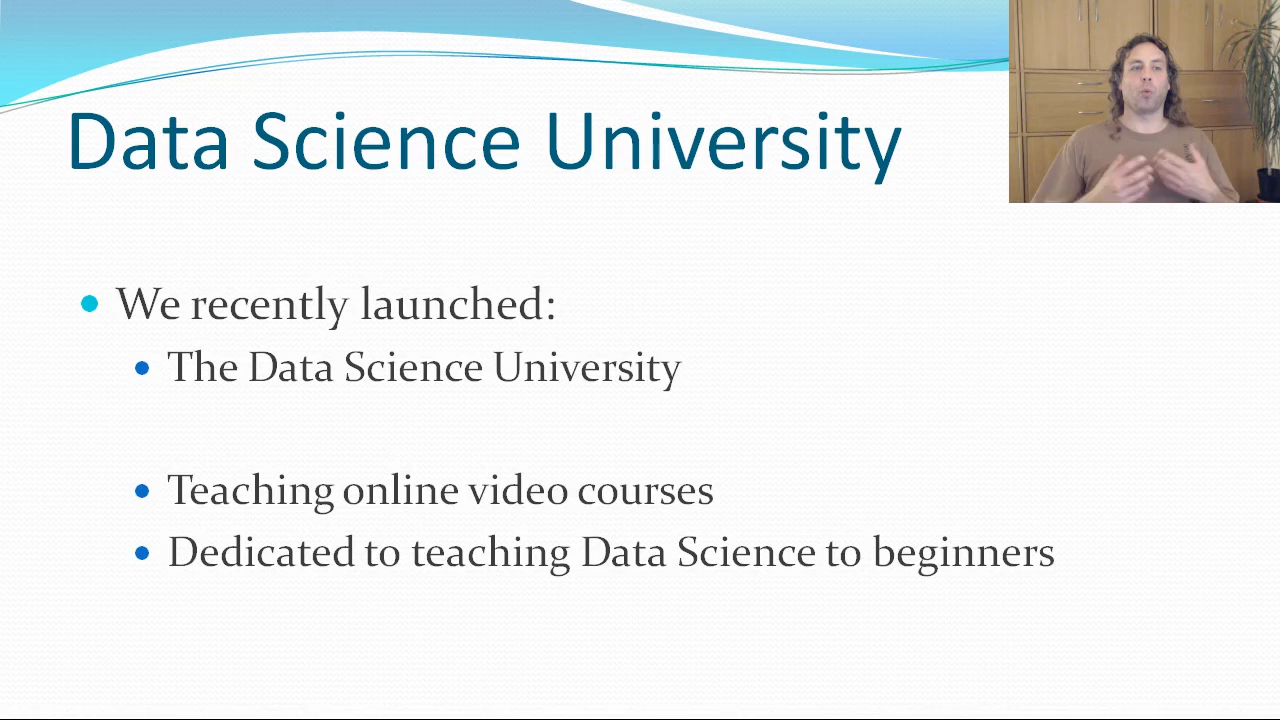 Data Science University
We recently launched:
The Data Science University
Teaching online video courses
Dedicated to teaching Data Science to beginners